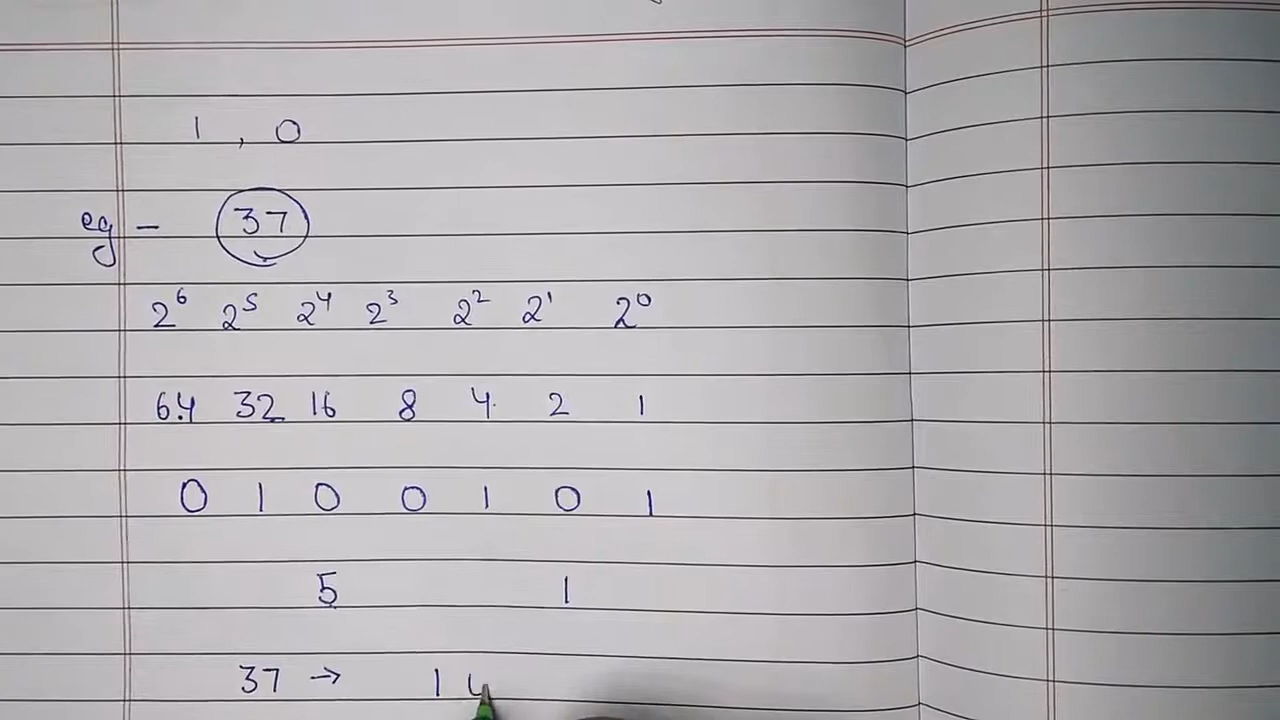 1 , 0
eg - 37
2⁶ 2⁵ 2⁴ 2³ 2² 2¹ 2⁰
64 32 16 8 4 2 1
0 1 0 0 1 0 1
5 1
37 → 1